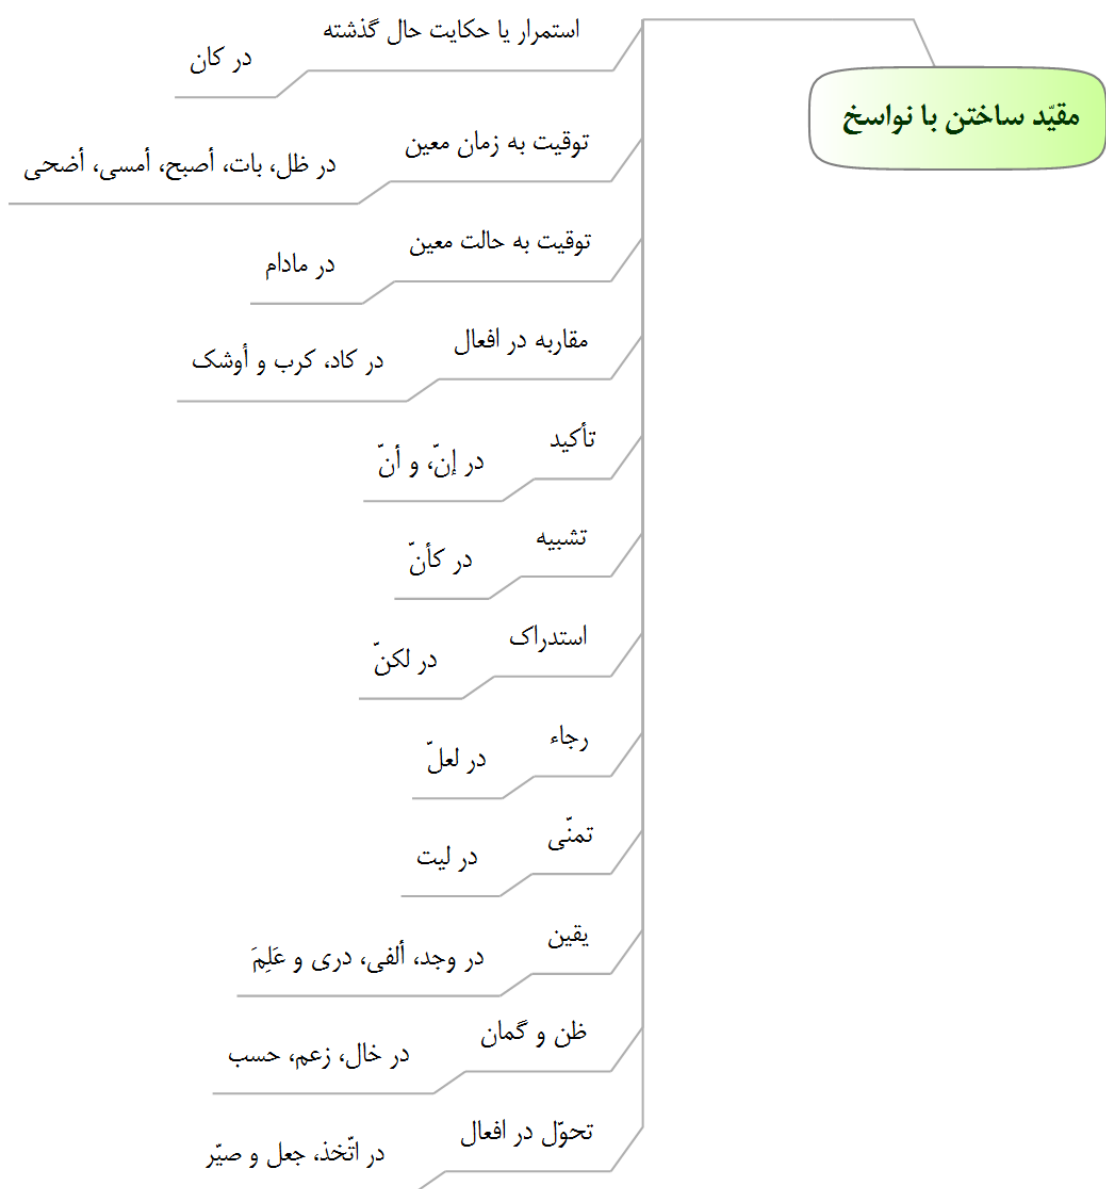 مقیّد ساختن با نواسخ
استمرار یا حکایت حال گذشته
در کان
توقیت به زمان معین
در ظل، بات، أصبح، أمسی، أضحی
توقیت به حالت معین
در مادام
مقاربه در افعال
در کاد، کرب و أوشک
تأکید
در إنّ، و أنّ
تشبیه
در کأنّ
استدراک
در لکنّ
رجاء
در لعلّ
تمنّی
در لیت
یقین
در وجد، ألفی، دری و عَلِمَ
ظن و گمان
در خال، زعم، حسب
تحوّل در افعال
در اتّخذ، جعل و صیّر